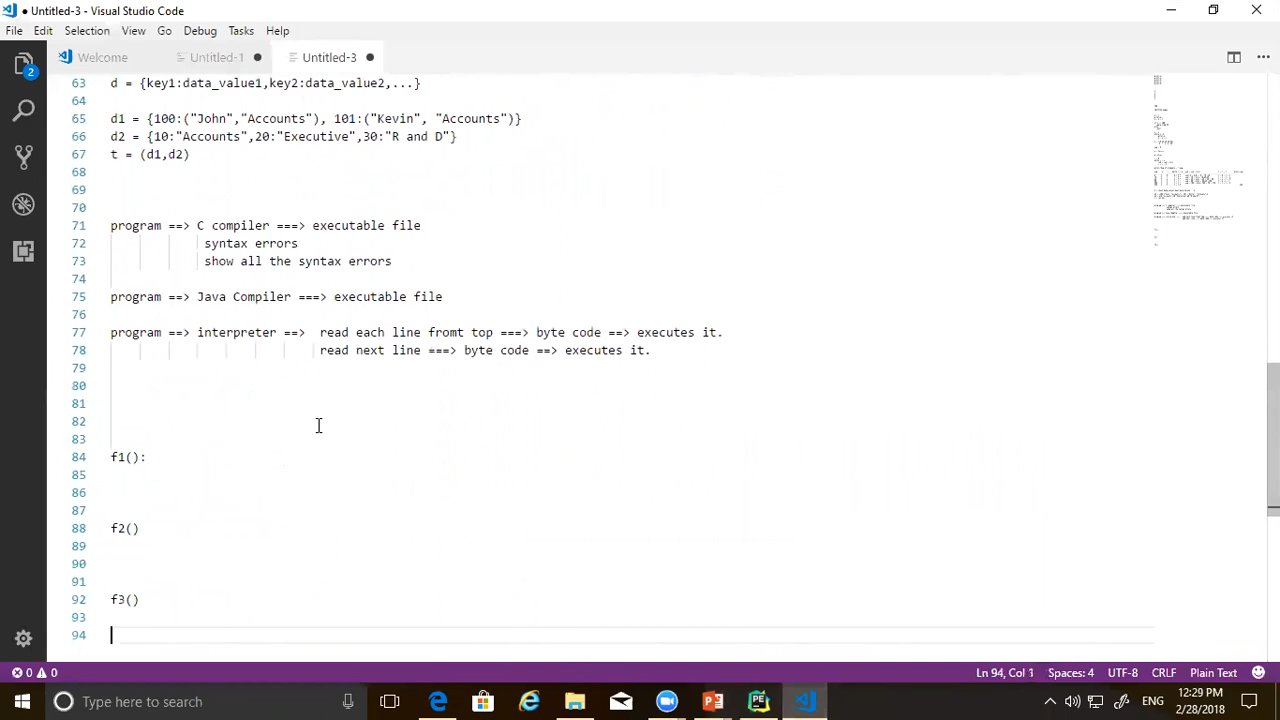 ● Untitled-3 - Visual Studio Code
File Edit Selection View Go Debug Tasks Help
Welcome Untitled-1 ● Untitled-3 ●
2
63 d = {key1:data_value1,key2:data_value2,...}
64
65 d1 = {100:("John","Accounts"), 101:("Kevin", "Accounts")}
66 d2 = {10:"Accounts",20:"Executive",30:"R and D"}
67 t = (d1,d2)
68
69
70
71 program ==> C compiler ===> executable file
72 syntax errors
73 show all the syntax errors
74
75 program ==> Java Compiler ===> executable file
76
77 program ==> interpreter ==> read each line fromt top ===> byte code ==> executes it.
78 read next line ===> byte code ==> executes it.
79
80
81
82
83
84 f1():
85
86
87
88 f2()
89
90
91
92 f3()
93
94
0 0 Ln 94, Col 1 Spaces: 4 UTF-8 CRLF Plain Text
Type here to search ENG 12:29 PM
2/28/2018